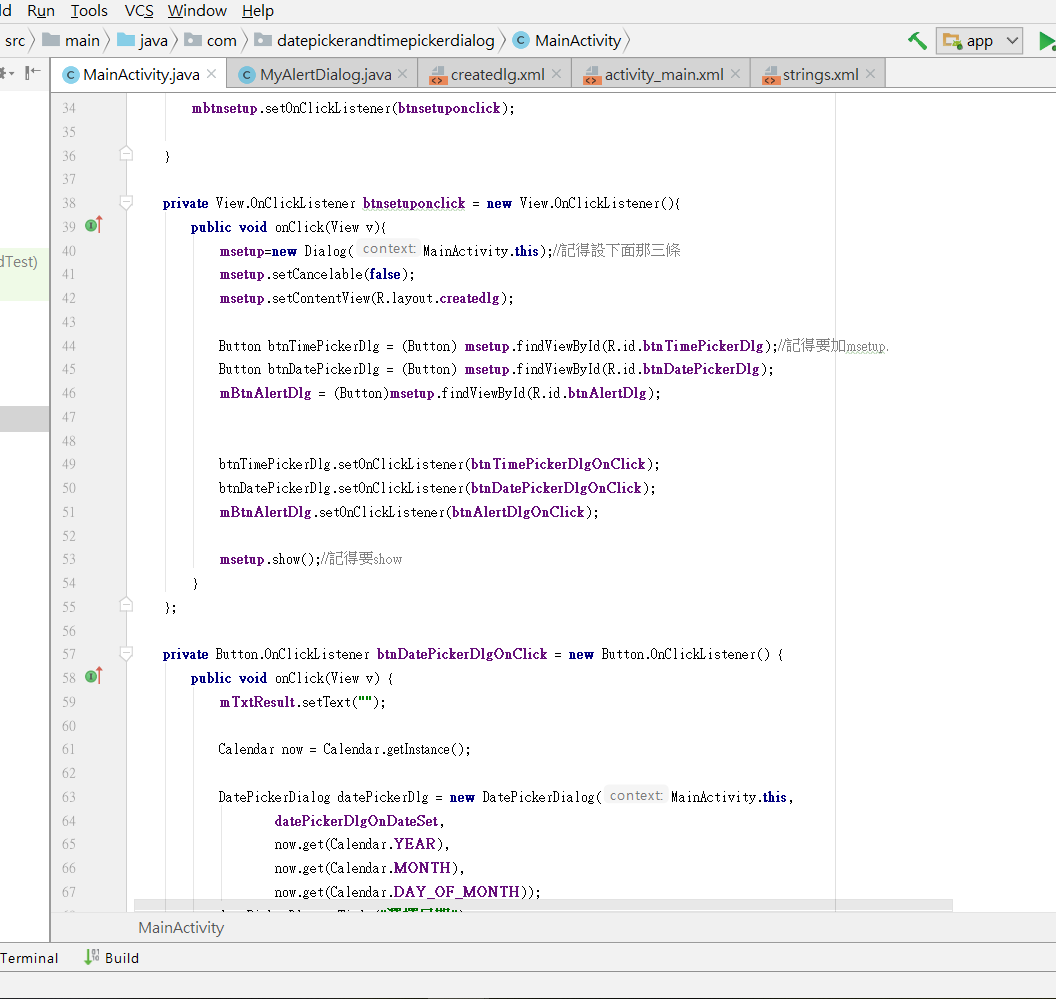 Run Tools VCS Window Help
src main java com datepickerandtimepickerdialog MainActivity app
MainActivity.java MyAlertDialog.java createdlg.xml activity_main.xml strings.xml
34 mbtnsetup.setOnClickListener(btnsetuponclick);
35
36 }
37
38 private View.OnClickListener btnsetuponclick = new View.OnClickListener(){
39 public void onClick(View v){
40 msetup=new Dialog( context: MainActivity.this);//記得設下面那三條
41 msetup.setCancelable(false);
42 msetup.setContentView(R.layout.createdlg);
43
44 Button btnTimePickerDlg = (Button) msetup.findViewById(R.id.btnTimePickerDlg);//記得要加msetup.
45 Button btnDatePickerDlg = (Button) msetup.findViewById(R.id.btnDatePickerDlg);
46 mBtnAlertDlg = (Button)msetup.findViewById(R.id.btnAlertDlg);
47
48
49 btnTimePickerDlg.setOnClickListener(btnTimePickerDlgOnClick);
50 btnDatePickerDlg.setOnClickListener(btnDatePickerDlgOnClick);
51 mBtnAlertDlg.setOnClickListener(btnAlertDlgOnClick);
52
53 msetup.show();//記得要show
54 }
55 };
56
57 private Button.OnClickListener btnDatePickerDlgOnClick = new Button.OnClickListener() {
58 public void onClick(View v) {
59 mTxtResult.setText("");
60
61 Calendar now = Calendar.getInstance();
62
63 DatePickerDialog datePickerDlg = new DatePickerDialog( context: MainActivity.this,
64 datePickerDlgOnDateSet,
65 now.get(Calendar.YEAR),
66 now.get(Calendar.MONTH),
67 now.get(Calendar.DAY_OF_MONTH));
dTest)
MainActivity
Terminal Build